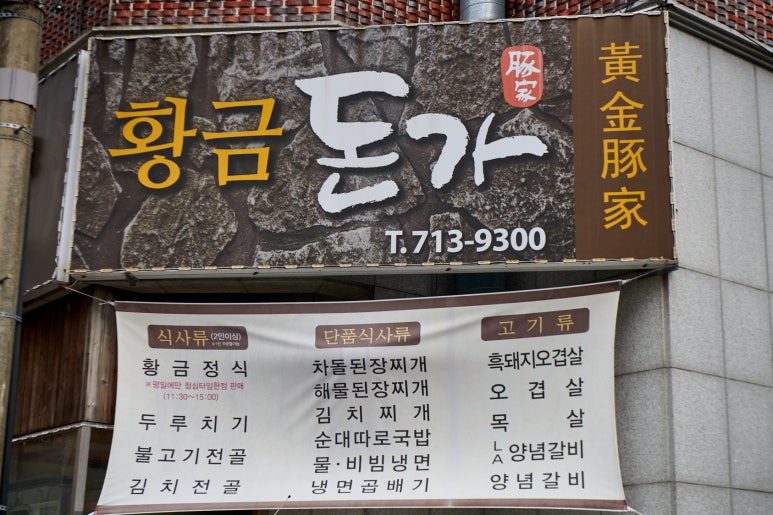 황금 돈가
豚家
黃金豚家
T. 713-9300
식사류 (2인이상)
황금정식
※평일에만 점심타임한정 판매
(11:30~15:00)
두루치기
불고기전골
김치전골
단품식사류
차돌된장찌개
해물된장찌개
김치찌개
순대따로국밥
물·비빔냉면
냉면곱배기
고기류
흑돼지오겹살
오겹살
목살
LA양념갈비
양념갈비